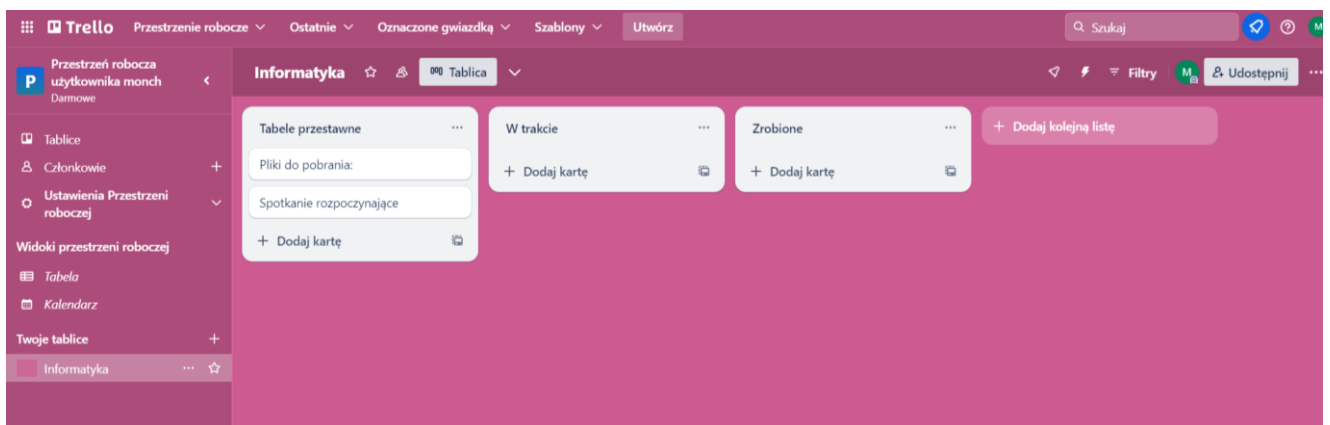 Trello Przestrzenie robocze Ostatnie Oznaczone gwiazdką Szablony Utwórz Szukaj M
P
Przestrzeń robocza
użytkownika monch
Darmowe
Informatyka Tablica Filtry M Udostępnij
Tablice
Członkowie
Ustawienia Przestrzeni
roboczej
Widoki przestrzeni roboczej
Tabela
Kalendarz
Twoje tablice
Informatyka
Tabele przestawne
Pliki do pobrania:
Spotkanie rozpoczynające
+ Dodaj kartę
W trakcie
+ Dodaj kartę
Zrobione
+ Dodaj kartę
+ Dodaj kolejną listę